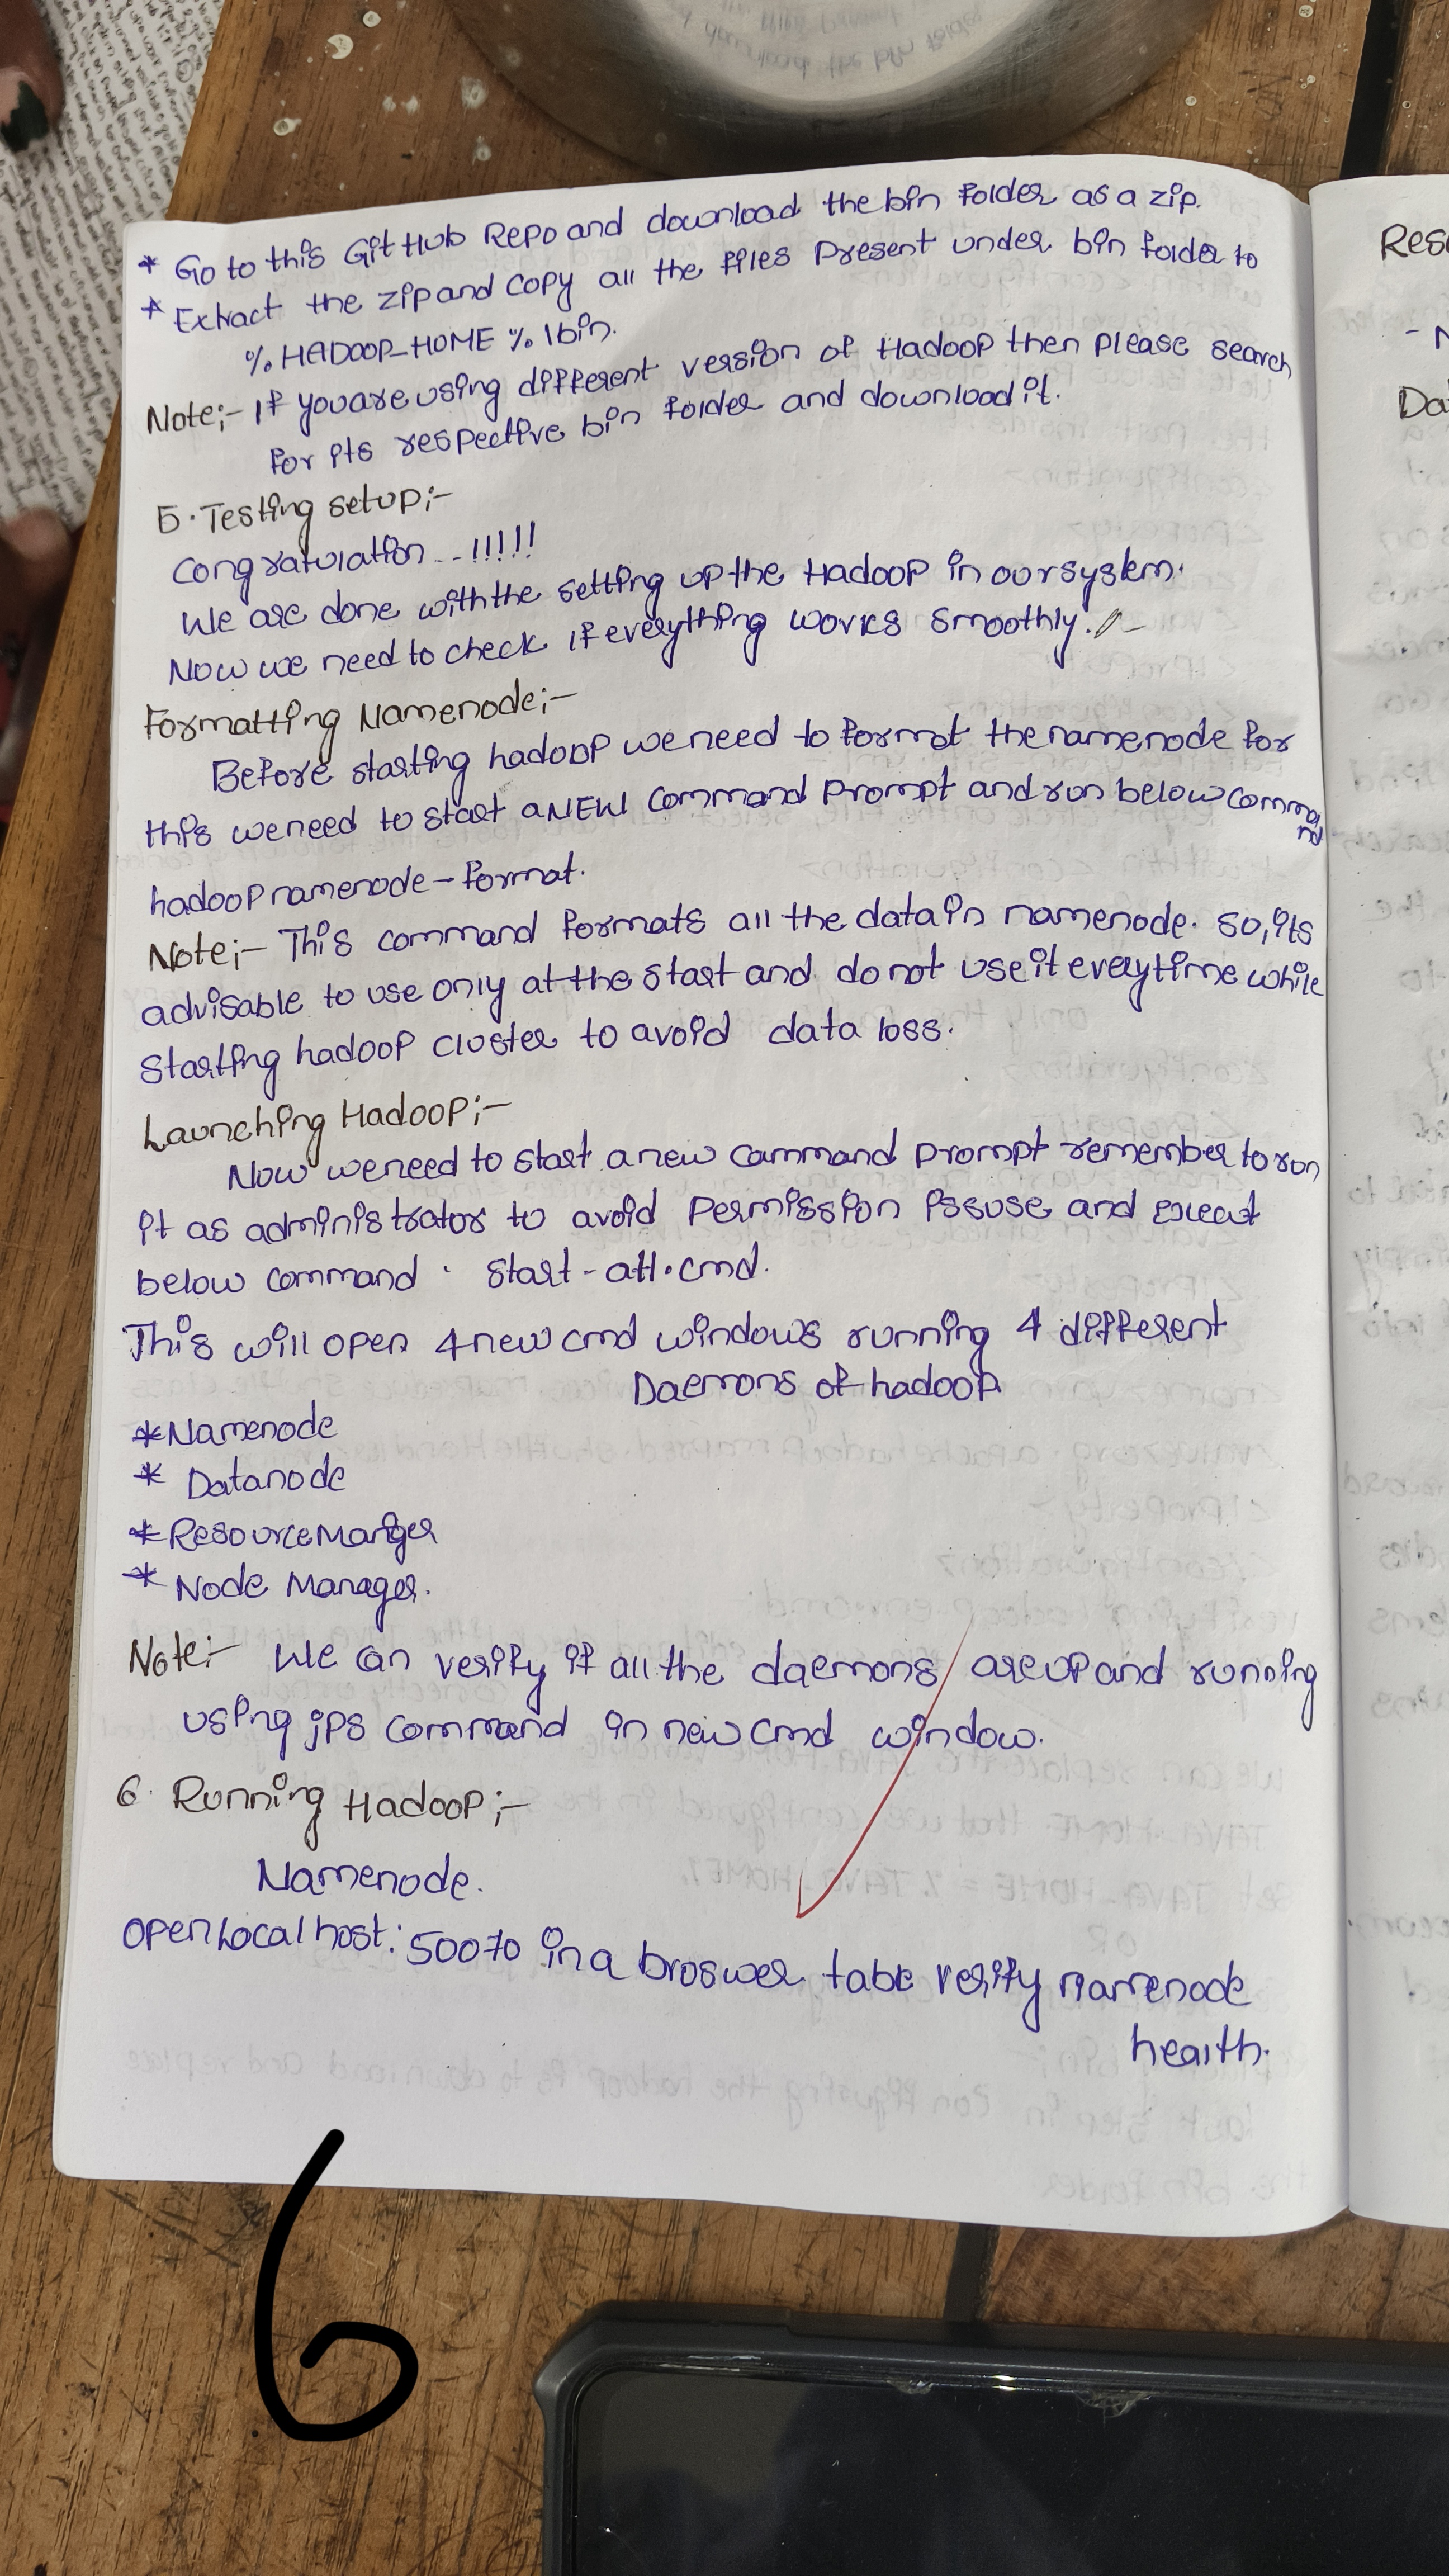 * Go to this GitHub Repo and download the bin folder as a zip.
* Extract the zip and copy all the files present under bin folder to
%HADOOP_HOME%\bin.
Note;- If you are using different version of Hadoop then please search
for its respective bin folder and download it.
5. Testing setup;-
Congratulation...!!!!!
We are done with the setting up the Hadoop in our system.
Now we need to check if everything works smoothly.
Formatting Namenode;-
Before starting hadoop we need to format the namenode for
this we need to start a NEW command prompt and run below command
hadoop namenode-format.
Note;- This command formats all the data in namenode. so, its
advisable to use only at the start and do not use it everytime while
starting hadoop cluster to avoid data loss.
Launching Hadoop;-
Now we need to start a new command prompt remember to run
it as administrator to avoid permission issuse and
below command . start-all.cmd.
This will open 4 new cmd windows running 4 different
Daemons of hadoop
*Namenode
* Datanode
*Resource Manger
* Node Manager.
Note:- We can verify if all the daemons are up and running
using jps command in new cmd window.
6. Running Hadoop;-
Namenode.
Open Local host: 50070 in a broswer verify namenode
health.
6
Da